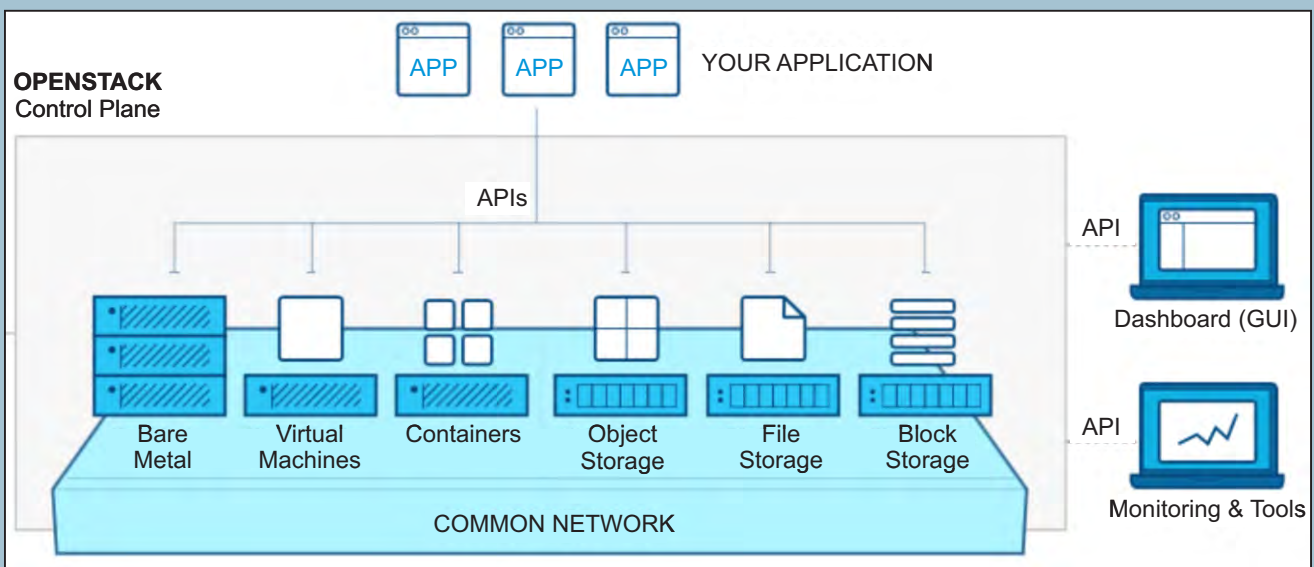 APP
APP
APP
YOUR APPLICATION
OPENSTACK
Control Plane
APIs
API
Dashboard (GUI)
Bare
Metal
Virtual
Machines
Containers
Object
Storage
File
Storage
Block
Storage
API
Monitoring & Tools
COMMON NETWORK